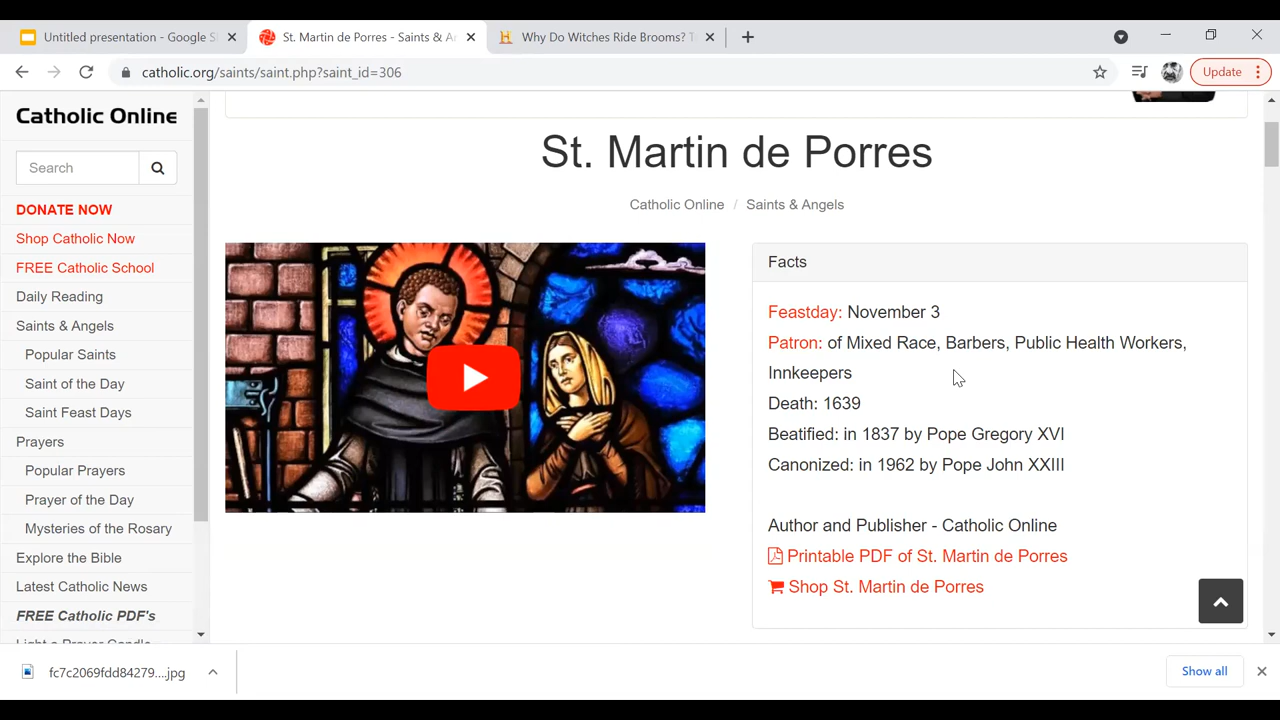 Untitled presentation - Google S
St. Martin de Porres - Saints & A
Why Do Witches Ride Brooms? T
catholic.org/saints/saint.php?saint_id=306
Update
Catholic Online
Search
DONATE NOW
Shop Catholic Now
FREE Catholic School
Daily Reading
Saints & Angels
Popular Saints
Saint of the Day
Saint Feast Days
Prayers
Popular Prayers
Prayer of the Day
Mysteries of the Rosary
Explore the Bible
Latest Catholic News
FREE Catholic PDF's
Light a Prayer Candle
St. Martin de Porres
Catholic Online / Saints & Angels
Facts
Feastday: November 3
Patron: of Mixed Race, Barbers, Public Health Workers,
Innkeepers
Death: 1639
Beatified: in 1837 by Pope Gregory XVI
Canonized: in 1962 by Pope John XXIII
Author and Publisher - Catholic Online
Printable PDF of St. Martin de Porres
Shop St. Martin de Porres
fc7c2069fdd84279....jpg
Show all